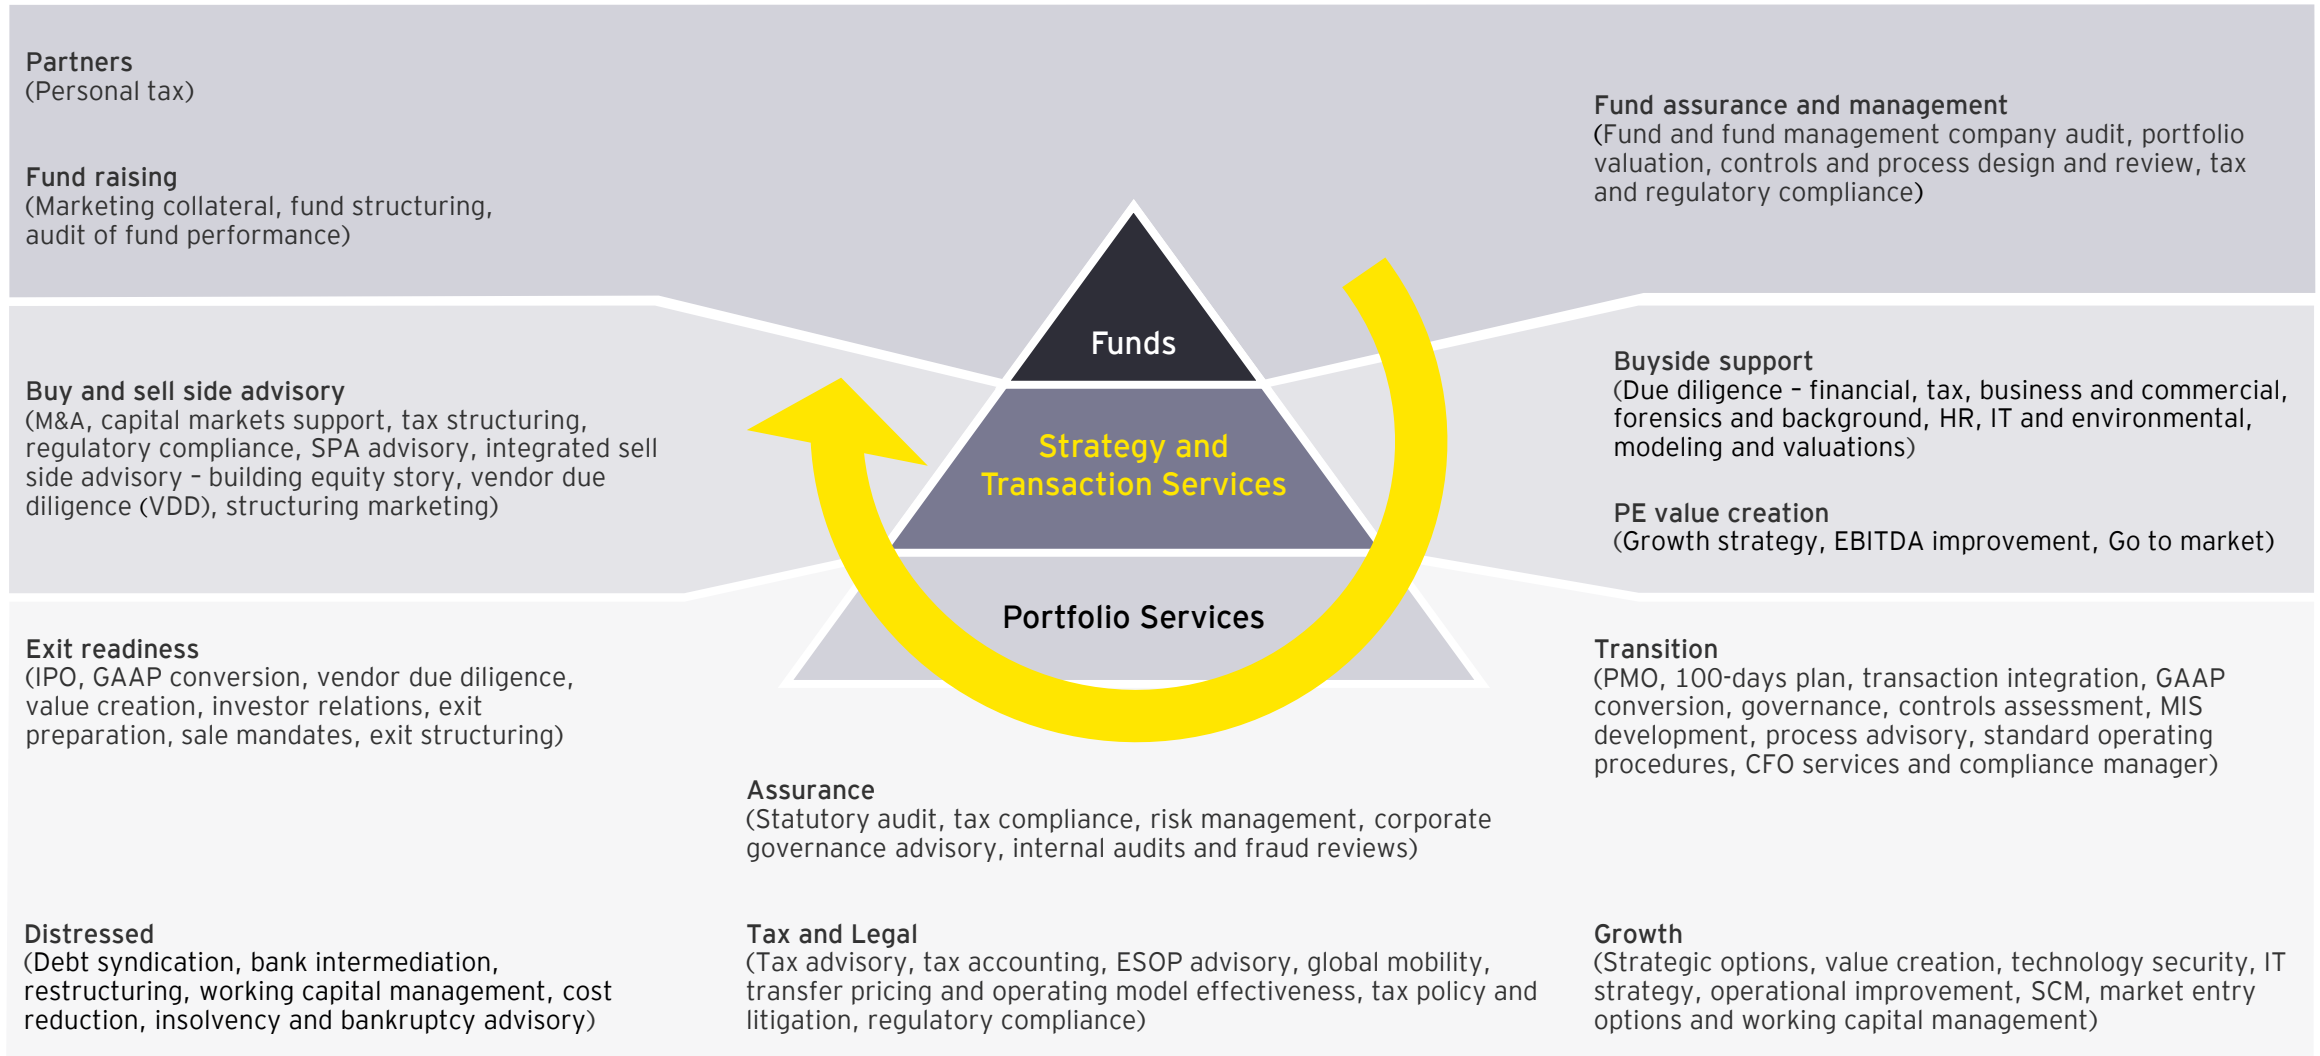 Partners
(Personal tax)
Fund raising
(Marketing collateral, fund structuring,
audit of fund performance)
Fund assurance and management
(Fund and fund management company audit, portfolio
valuation, controls and process design and review, tax
and regulatory compliance)
Funds
Buy and sell side advisory
(M&A, capital markets support, tax structuring,
regulatory compliance, SPA advisory, integrated sell
side advisory – building equity story, vendor due
diligence (VDD), structuring marketing)
Strategy and
Transaction Services
Buyside support
(Due diligence – financial, tax, business and commercial,
forensics and background, HR, IT and environmental,
modeling and valuations)
PE value creation
(Growth strategy, EBITDA improvement, Go to market)
Portfolio Services
Exit readiness
(IPO, GAAP conversion, vendor due diligence,
value creation, investor relations, exit
preparation, sale mandates, exit structuring)
Transition
(PMO, 100-days plan, transaction integration, GAAP
conversion, governance, controls assessment, MIS
development, process advisory, standard operating
procedures, CFO services and compliance manager)
Assurance
(Statutory audit, tax compliance, risk management, corporate
governance advisory, internal audits and fraud reviews)
Distressed
(Debt syndication, bank intermediation,
restructuring, working capital management, cost
reduction, insolvency and bankruptcy advisory)
Tax and Legal
(Tax advisory, tax accounting, ESOP advisory, global mobility,
transfer pricing and operating model effectiveness, tax policy and
litigation, regulatory compliance)
Growth
(Strategic options, value creation, technology security, IT
strategy, operational improvement, SCM, market entry
options and working capital management)